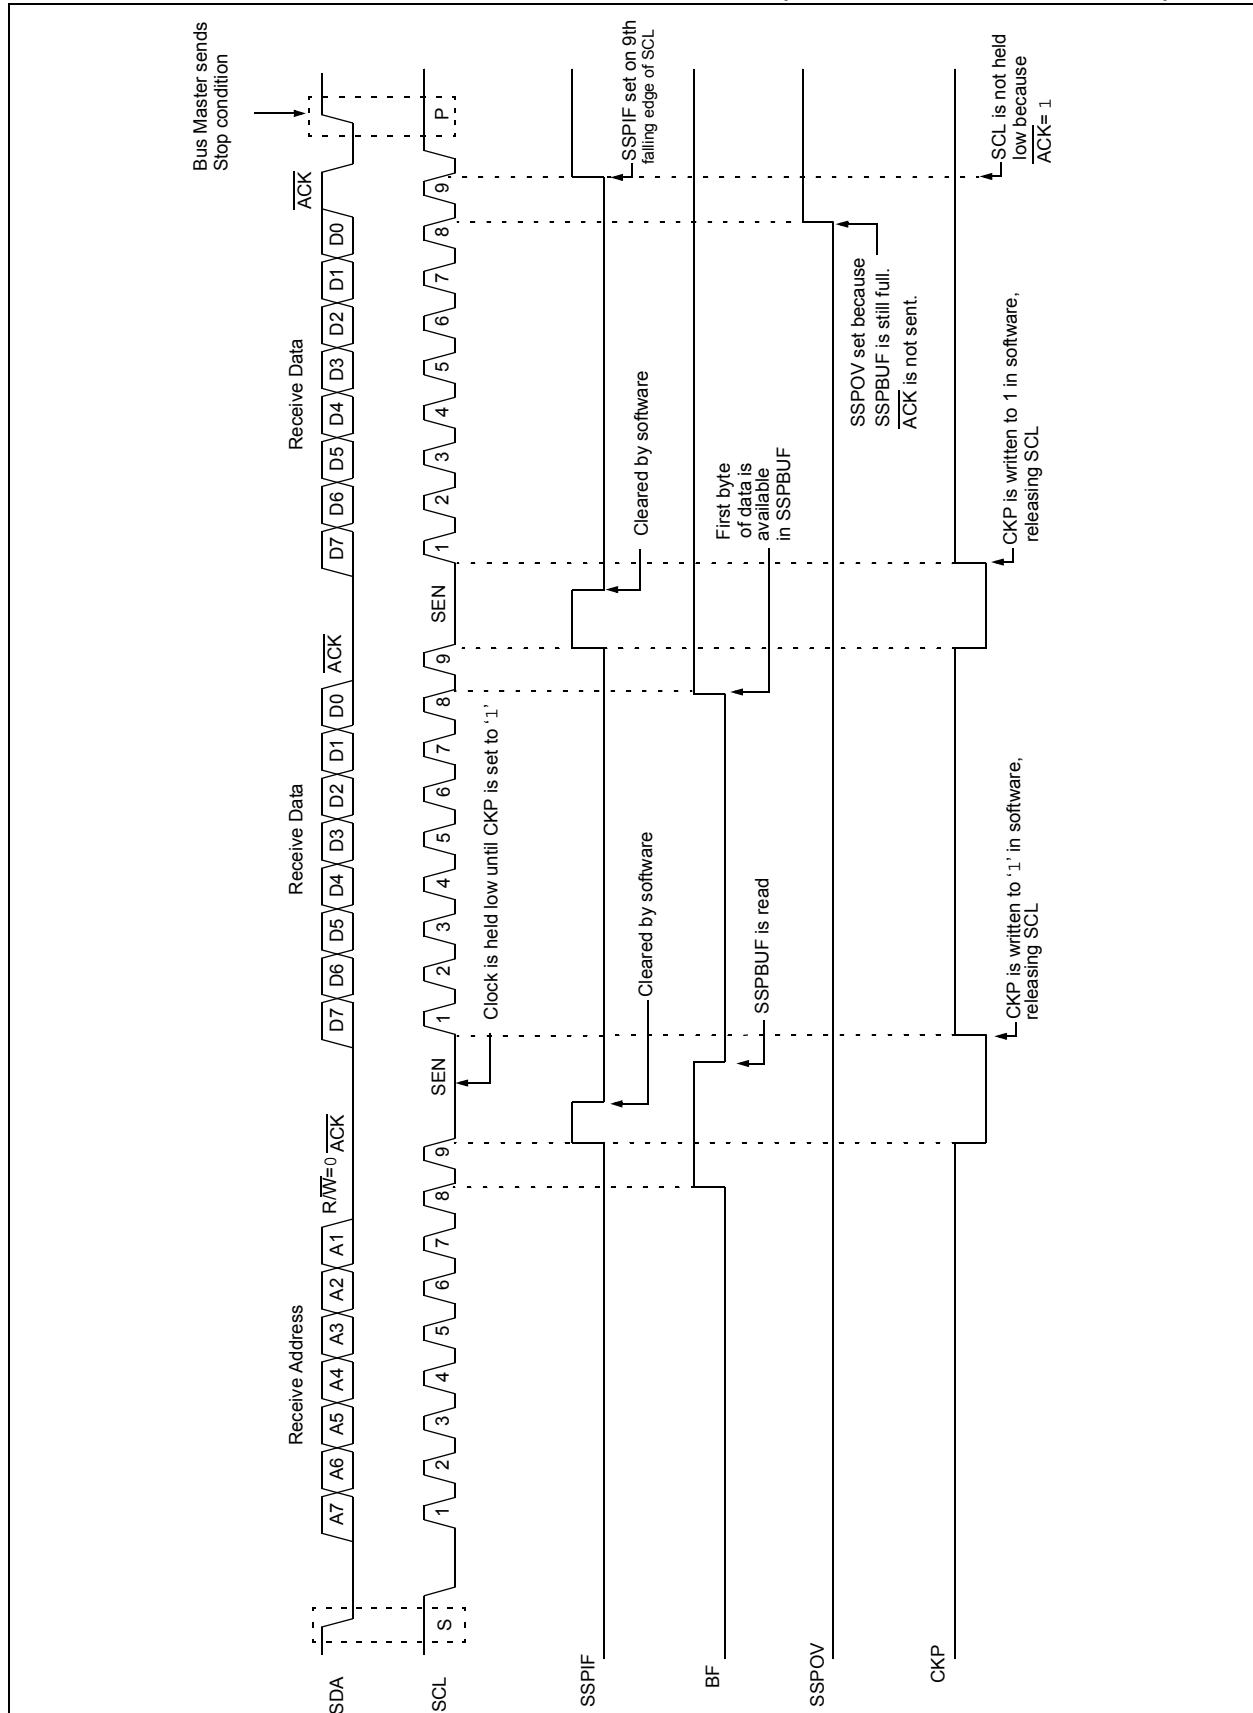 Bus Master sends
Stop condition
Receive Address
Receive Data
Receive Data
SDA
A7 A6 A5 A4 A3 A2 A1 R/W=0 ACK D7 D6 D5 D4 D3 D2 D1 D0 ACK D7 D6 D5 D4 D3 D2 D1 D0 ACK
SCL
S 1 2 3 4 5 6 7 8 9 SEN 1 2 3 4 5 6 7 8 9 SEN 1 2 3 4 5 6 7 8 9 P
Clock is held low until CKP is set to ‘1’
SSPIF
Cleared by software
Cleared by software
SSPIF set on 9th
falling edge of SCL
BF
SSPBUF is read
First byte
of data is
available
in SSPBUF
SSPOV
SSPOV set because
SSPBUF is still full.
ACK is not sent.
CKP
CKP is written to ‘1’ in software,
releasing SCL
CKP is written to 1 in software,
releasing SCL
SCL is not held
low because
ACK= 1